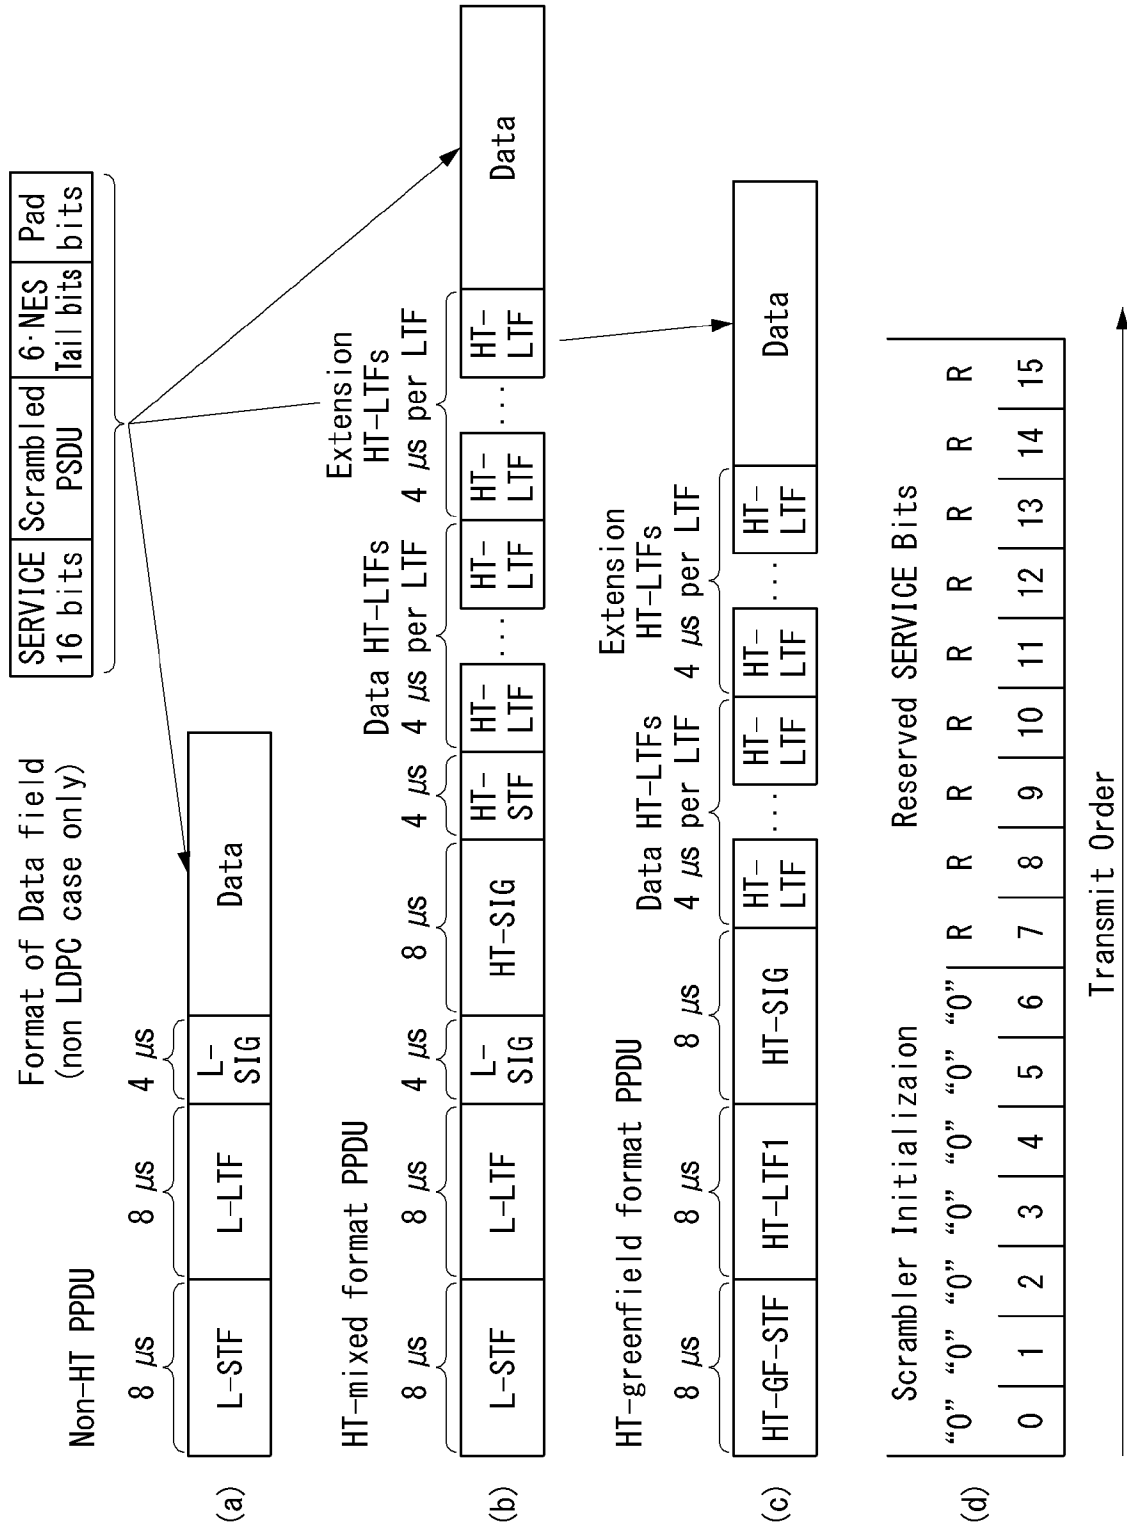 Format of Data field
(non LDPC case only)
SERVICE
16 bits
Scrambled
PSDU
6·NES
Tail bits
Pad
bits
Non-HT PPDU
8 μs
8 μs
4 μs
(a)
L-STF
L-LTF
L-
SIG
Data
HT-mixed format PPDU
Data HT-LTFs
4 μs per LTF
Extension
HT-LTFs
4 μs per LTF
8 μs
8 μs
4 μs
8 μs
4 μs
(b)
L-STF
L-LTF
L-
SIG
HT-SIG
HT-
STF
HT-
LTF
...
HT-
LTF
HT-
LTF
...
HT-
LTF
Data
HT-greenfield format PPDU
Data HT-LTFs
4 μs per LTF
Extension
HT-LTFs
4 μs per LTF
8 μs
8 μs
8 μs
(c)
HT-GF-STF
HT-LTF1
HT-SIG
HT-
LTF
...
HT-
LTF
HT-
LTF
...
HT-
LTF
Data
(d)
Scrambler Initializaion
Reserved SERVICE Bits
“0” “0” “0” “0” “0” “0” “0” R R R R R R R R R
0 1 2 3 4 5 6 7 8 9 10 11 12 13 14 15
Transmit Order